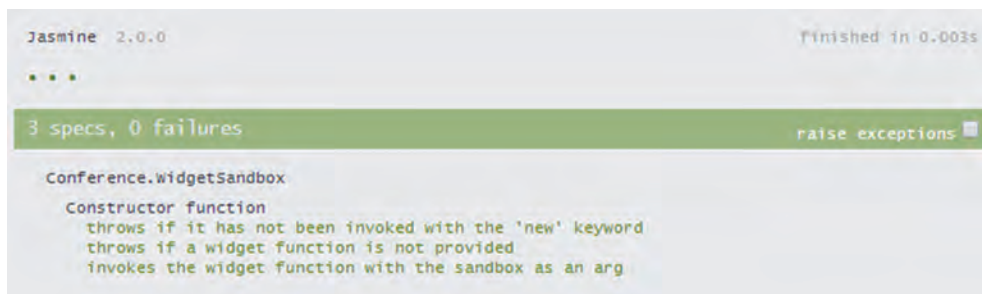 Jasmine 2.0.0 finished in 0.003s
• • •
3 specs, 0 failures raise exceptions
Conference.WidgetSandbox
Constructor function
throws if it has not been invoked with the 'new' keyword
throws if a widget function is not provided
invokes the widget function with the sandbox as an arg